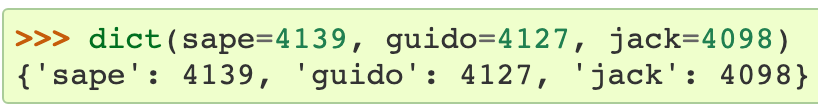 >>> dict(sape=4139, guido=4127, jack=4098)
{'sape': 4139, 'guido': 4127, 'jack': 4098}